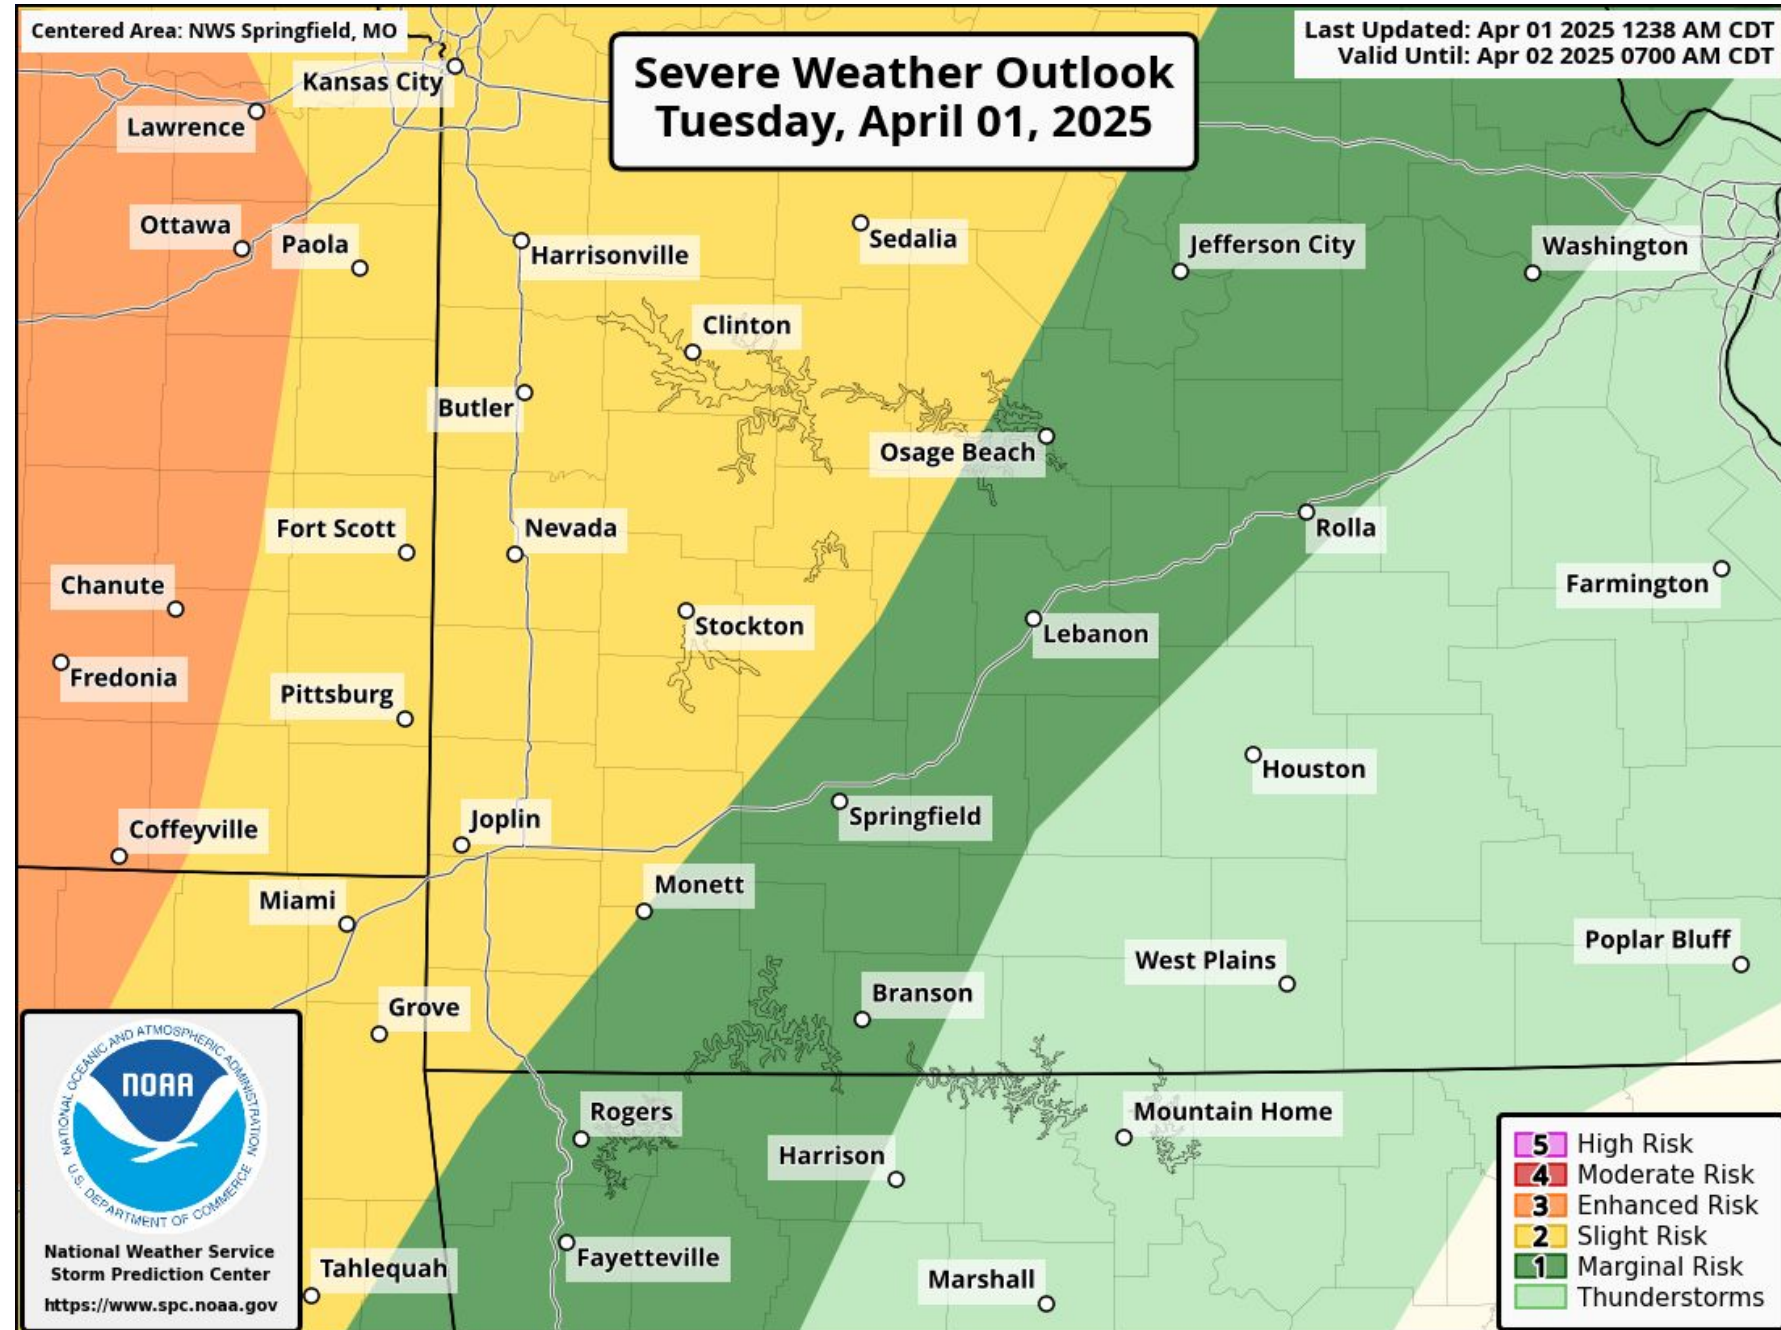 Centered Area: NWS Springfield, MO
Last Updated: Apr 01 2025 1238 AM CDT
Valid Until: Apr 02 2025 0700 AM CDT
Severe Weather Outlook
Tuesday, April 01, 2025
Kansas City
Lawrence
Ottawa
Paola
Harrisonville
Sedalia
Jefferson City
Washington
Clinton
Butler
Osage Beach
Fort Scott
Nevada
Rolla
Chanute
Farmington
Stockton
Lebanon
Fredonia
Pittsburg
Houston
Coffeyville
Joplin
Springfield
Miami
Monett
Poplar Bluff
West Plains
Grove
Branson
Rogers
Mountain Home
Harrison
Fayetteville
Tahlequah
Marshall
NATIONAL OCEANIC AND ATMOSPHERIC ADMINISTRATION
NOAA
U.S. DEPARTMENT OF COMMERCE
National Weather Service
Storm Prediction Center
https://www.spc.noaa.gov
5 High Risk
4 Moderate Risk
3 Enhanced Risk
2 Slight Risk
1 Marginal Risk
Thunderstorms